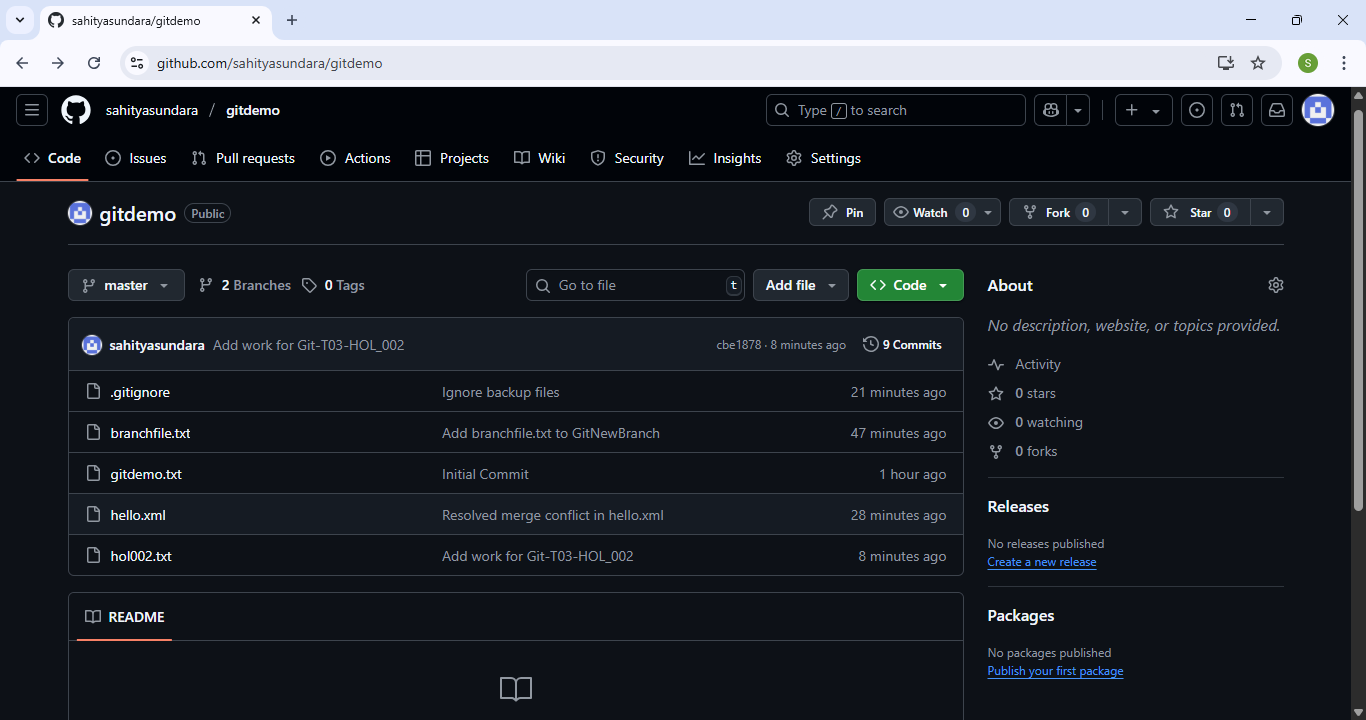 sahityasundara/gitdemo
github.com/sahityasundara/gitdemo
S
sahityasundara / gitdemo
Type / to search
Code Issues Pull requests Actions Projects Wiki Security Insights Settings
gitdemo Public
Pin Watch 0 Fork 0 Star 0
master 2 Branches 0 Tags Go to file t Add file Code
sahityasundara Add work for Git-T03-HOL_002 cbe1878 · 8 minutes ago 9 Commits
.gitignore Ignore backup files 21 minutes ago
branchfile.txt Add branchfile.txt to GitNewBranch 47 minutes ago
gitdemo.txt Initial Commit 1 hour ago
hello.xml Resolved merge conflict in hello.xml 28 minutes ago
hol002.txt Add work for Git-T03-HOL_002 8 minutes ago
README
About
No description, website, or topics provided.
Activity
0 stars
0 watching
0 forks
Releases
No releases published
Create a new release
Packages
No packages published
Publish your first package